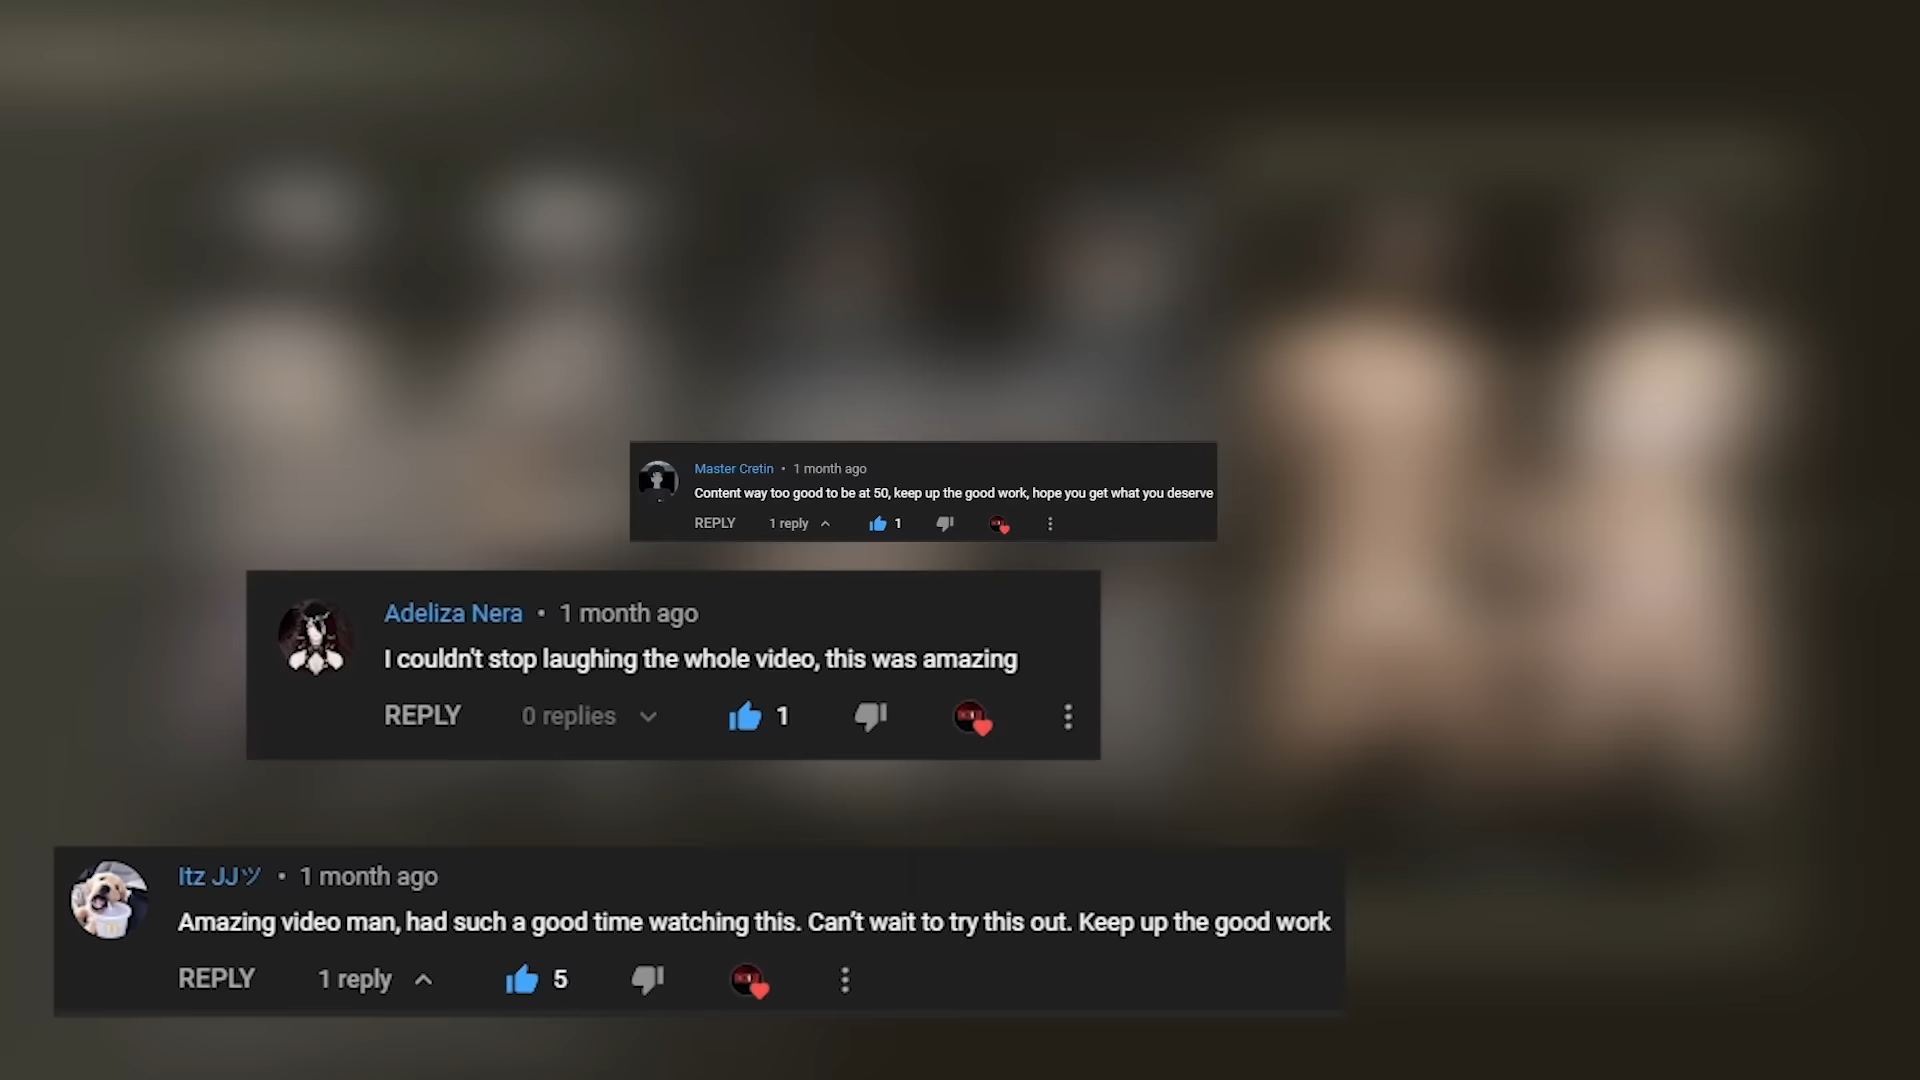 Master Cretin • 1 month ago
Content way too good to be at 50, keep up the good work, hope you get what you deserve
REPLY 1 reply 1
Adeliza Nera • 1 month ago
I couldn't stop laughing the whole video, this was amazing
REPLY 0 replies 1
Itz JJツ • 1 month ago
Amazing video man, had such a good time watching this. Can't wait to try this out. Keep up the good work
REPLY 1 reply 5